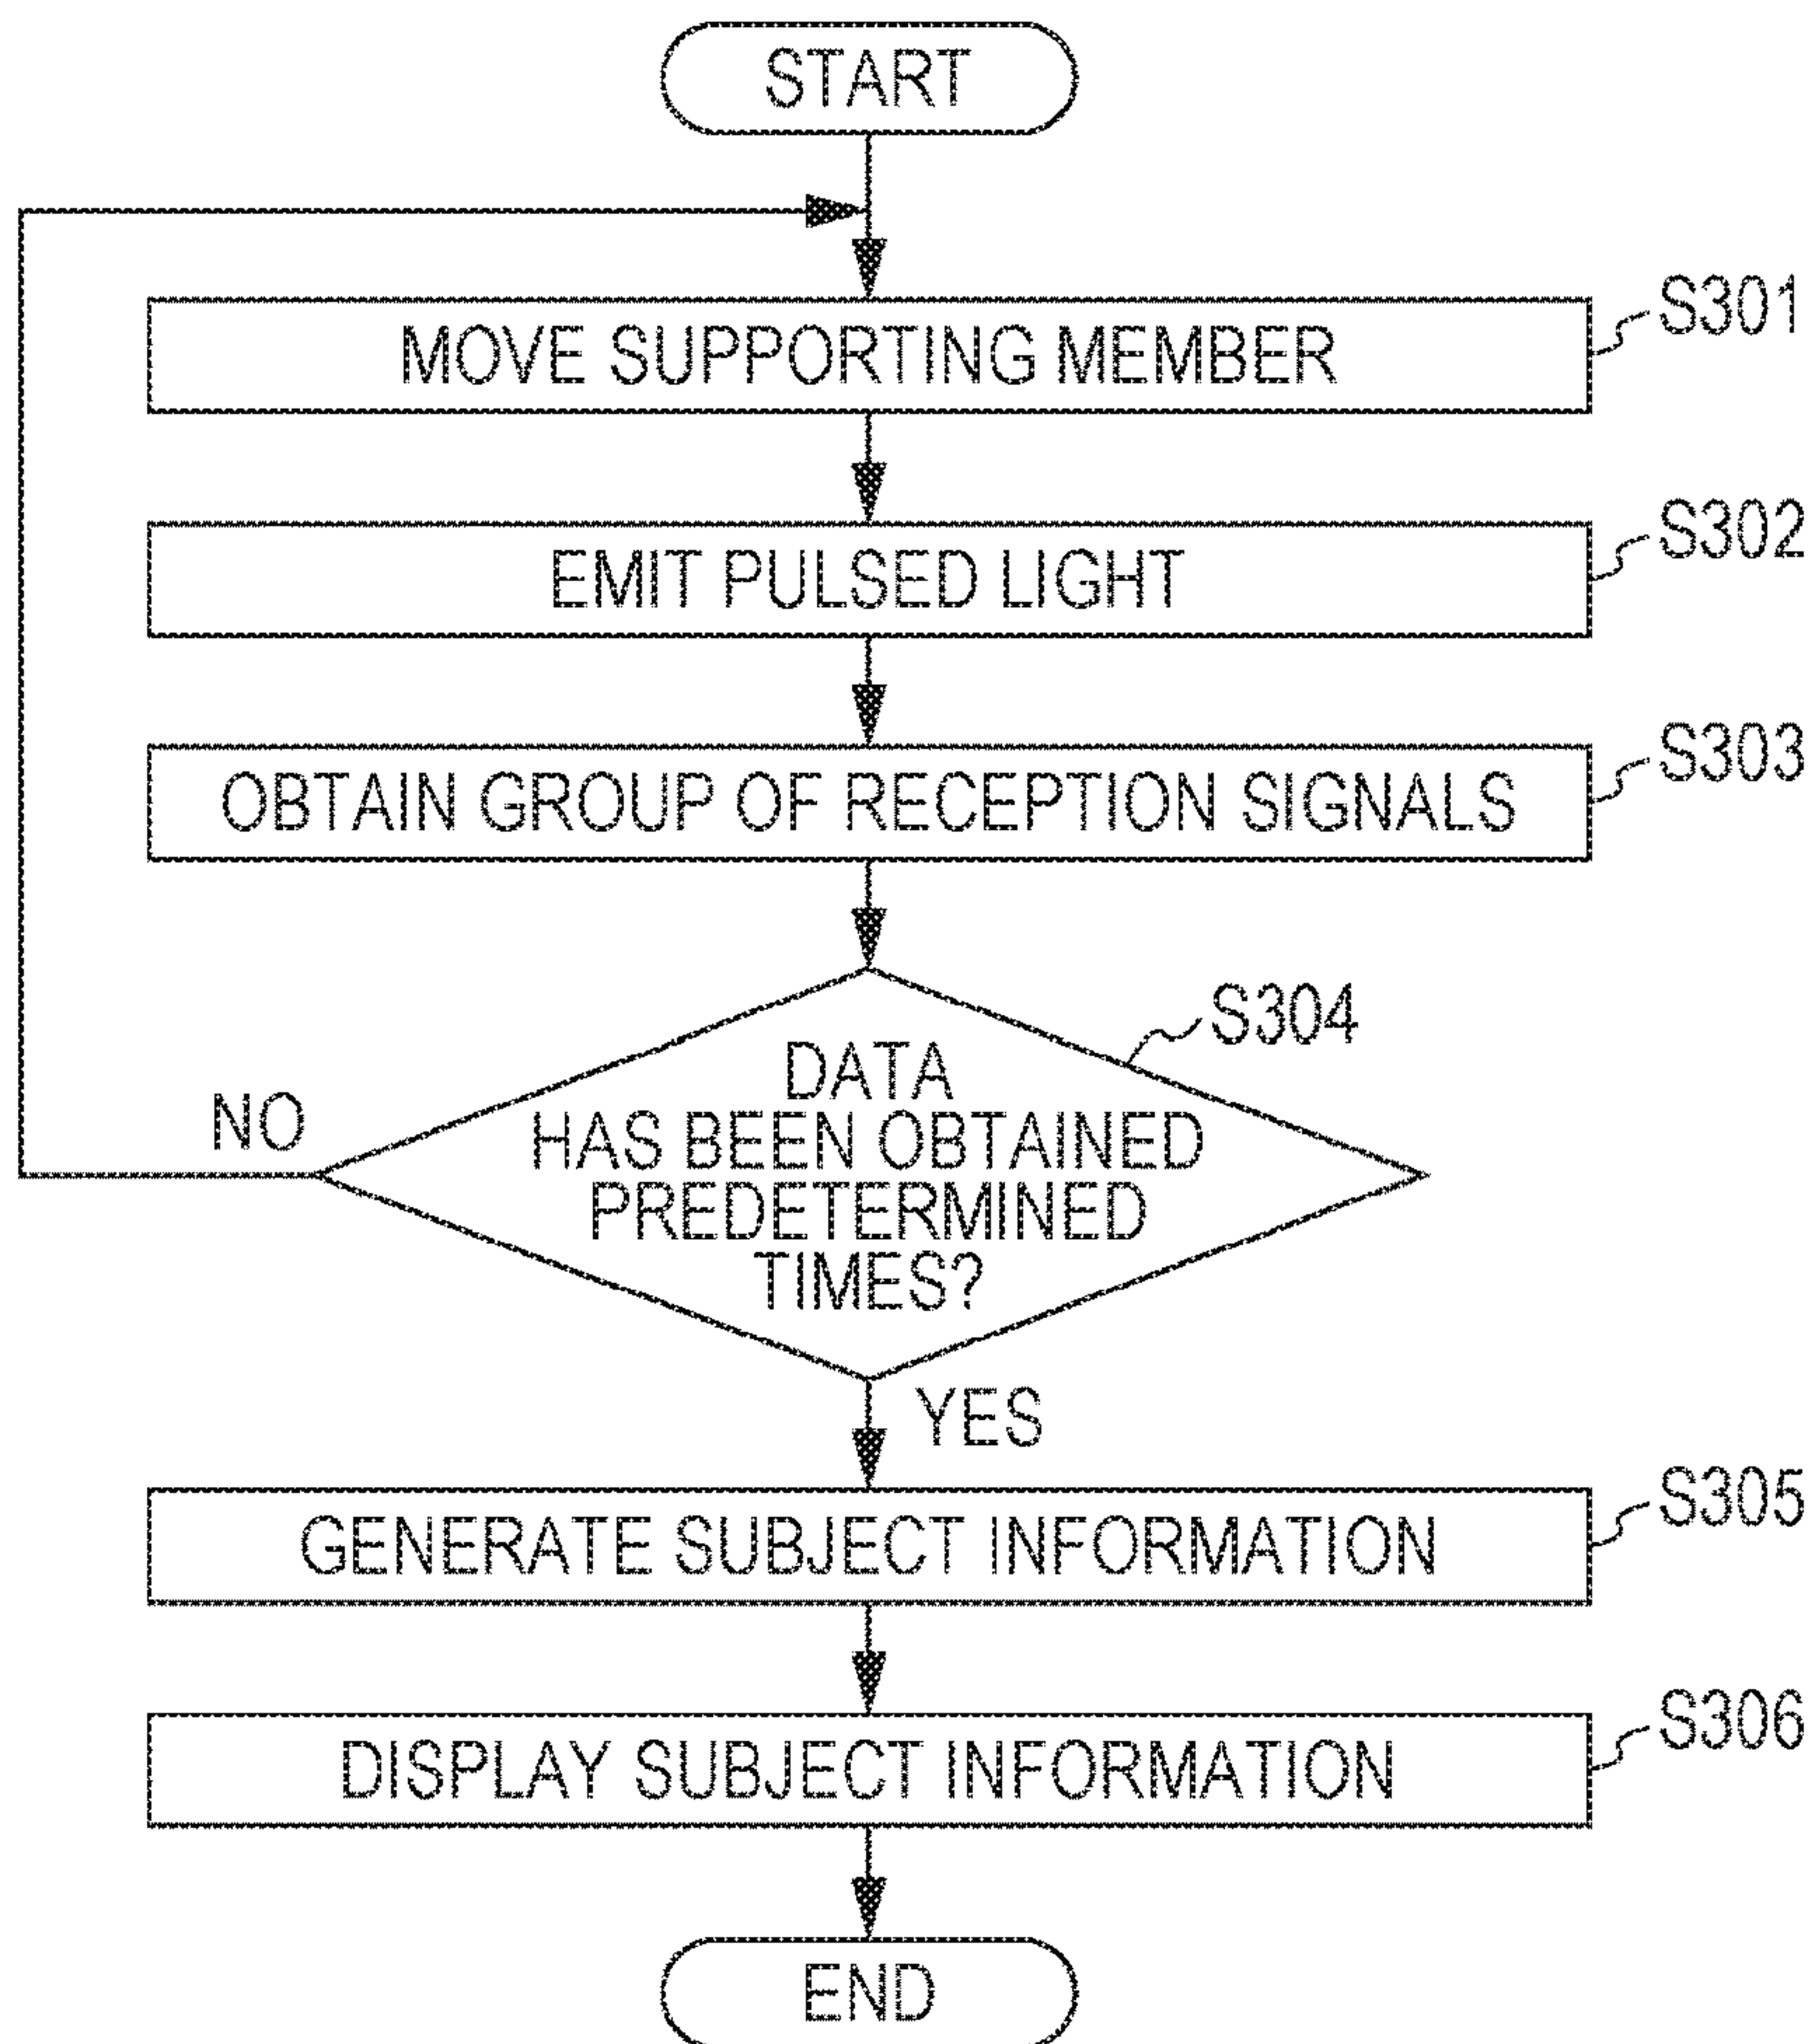 START
MOVE SUPPORTING MEMBER
S301
EMIT PULSED LIGHT
S302
OBTAIN GROUP OF RECEPTION SIGNALS
S303
S304
DATA
HAS BEEN OBTAINED
PREDETERMINED
TIMES?
NO
YES
GENERATE SUBJECT INFORMATION
S305
DISPLAY SUBJECT INFORMATION
S306
END